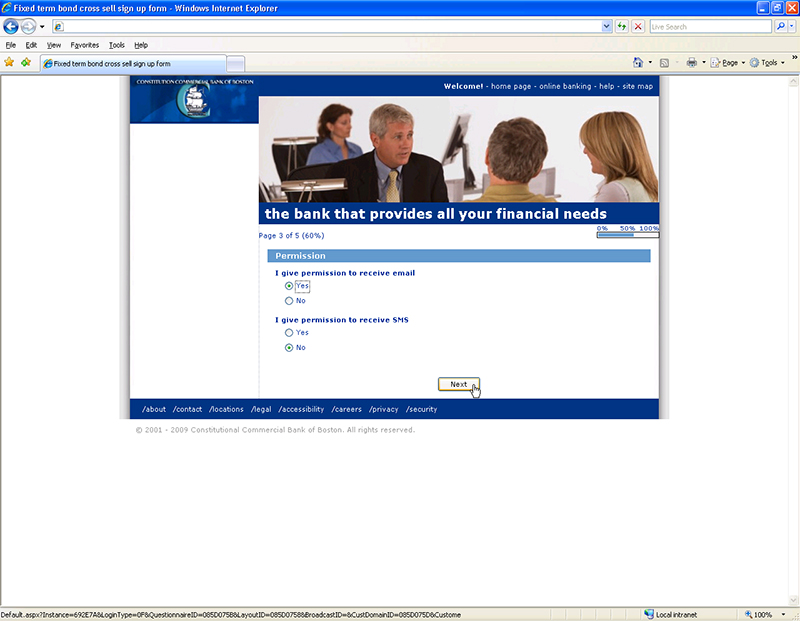 Fixed term bond cross sell sign up form - Windows Internet Explorer
Live Search
File Edit View Favorites Tools Help
Fixed term bond cross sell sign up form
Page Tools
CONSTITUTION COMMERCIAL BANK OF BOSTON
Welcome! - home page - online banking - help - site map
the bank that provides all your financial needs
Page 3 of 5 (60%)
0% 50% 100%
Permission
I give permission to receive email
Yes
No
I give permission to receive SMS
Yes
No
Next
/about /contact /locations /legal /accessibility /careers /privacy /security
© 2001 - 2009 Constitutional Commercial Bank of Boston. All rights reserved.
Default.aspx?Instance=692E7A&LoginType=0F&QuestionnaireID=085D075B&LayoutID=085D0758&BroadcastID=&CustDomainID=085D075D&Custome
Local intranet
100%